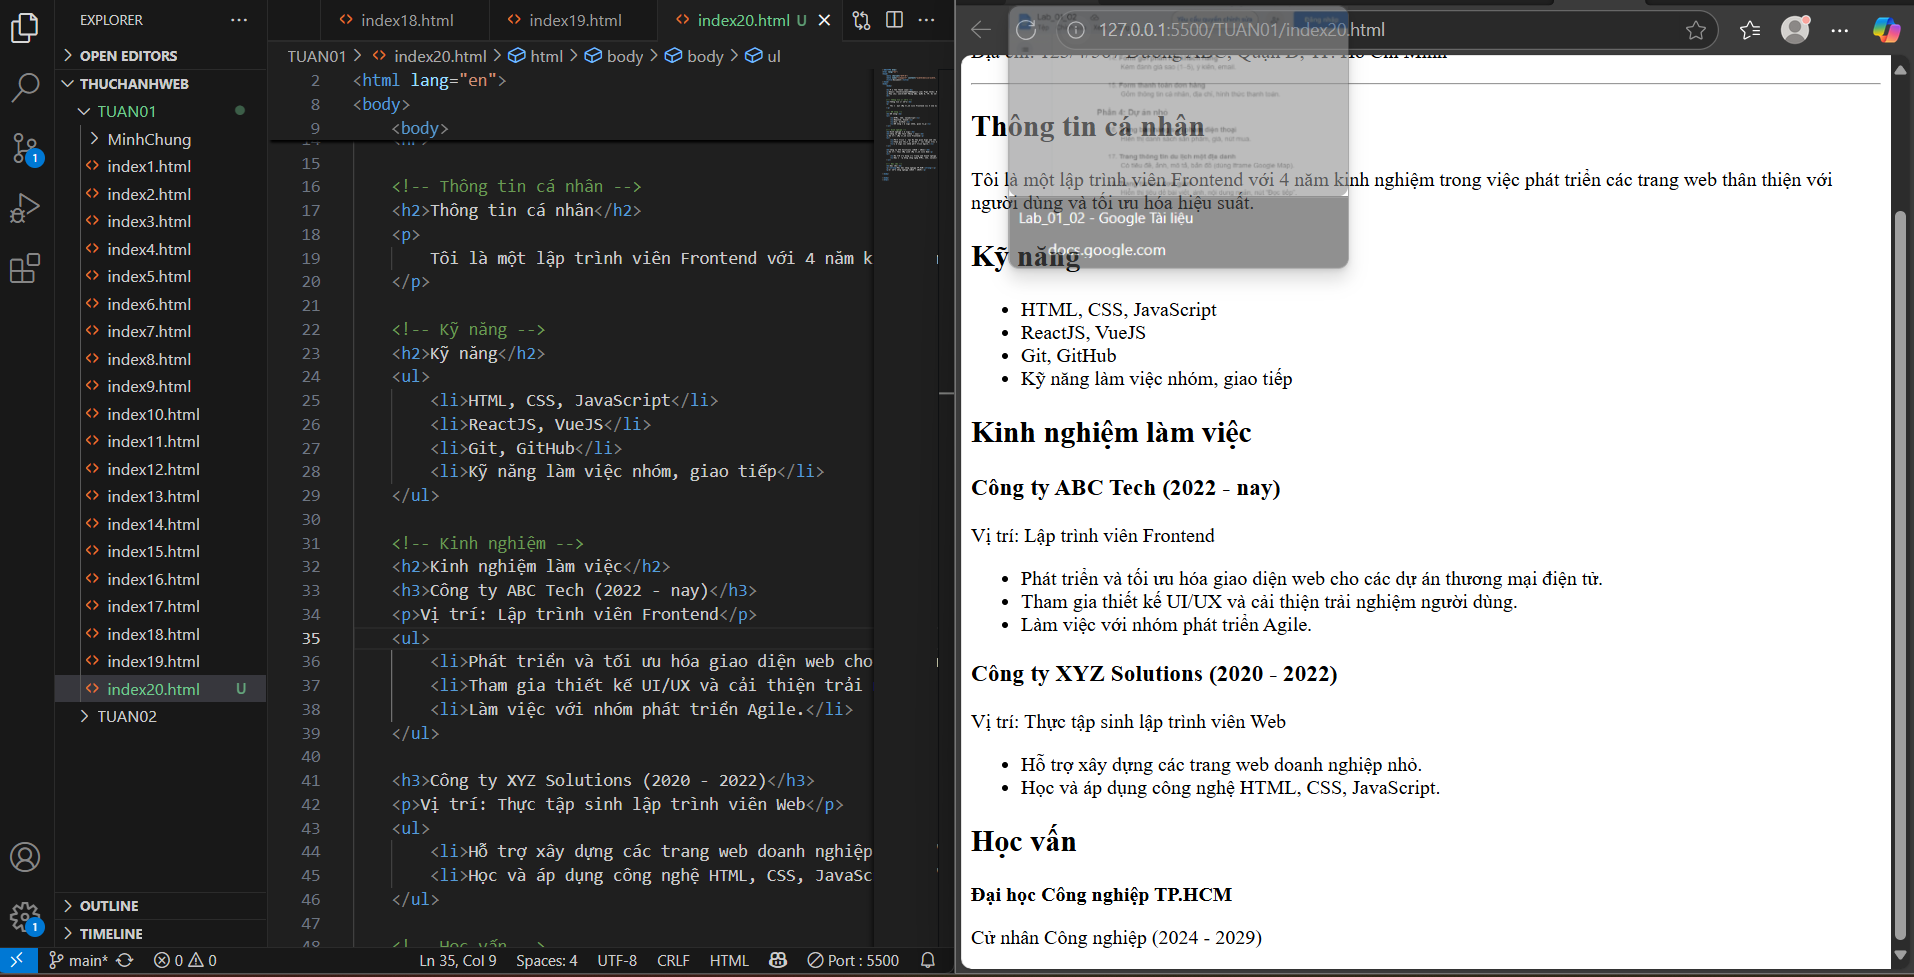 EXPLORER
OPEN EDITORS
THUCHANHWEB
TUAN01
MinhChung
index1.html
index2.html
index3.html
index4.html
index5.html
index6.html
index7.html
index8.html
index9.html
index10.html
index11.html
index12.html
index13.html
index14.html
index15.html
index16.html
index17.html
index18.html
index19.html
index20.html U
TUAN02
OUTLINE
TIMELINE
1
1
index18.html index19.html index20.html U
TUAN01 > index20.html > html > body > body > ul
2 <html lang="en">
8 <body>
9 <body>
15
16 <!-- Thông tin cá nhân -->
17 <h2>Thông tin cá nhân</h2>
18 <p>
19 Tôi là một lập trình viên Frontend với 4 năm k
20 </p>
21
22 <!-- Kỹ năng -->
23 <h2>Kỹ năng</h2>
24 <ul>
25 <li>HTML, CSS, JavaScript</li>
26 <li>ReactJS, VueJS</li>
27 <li>Git, GitHub</li>
28 <li>Kỹ năng làm việc nhóm, giao tiếp</li>
29 </ul>
30
31 <!-- Kinh nghiệm -->
32 <h2>Kinh nghiệm làm việc</h2>
33 <h3>Công ty ABC Tech (2022 - nay)</h3>
34 <p>Vị trí: Lập trình viên Frontend</p>
35 <ul>
36 <li>Phát triển và tối ưu hóa giao diện web cho
37 <li>Tham gia thiết kế UI/UX và cải thiện trải
38 <li>Làm việc với nhóm phát triển Agile.</li>
39 </ul>
40
41 <h3>Công ty XYZ Solutions (2020 - 2022)</h3>
42 <p>Vị trí: Thực tập sinh lập trình viên Web</p>
43 <ul>
44 <li>Hỗ trợ xây dựng các trang web doanh nghiệp
45 <li>Học và áp dụng công nghệ HTML, CSS, JavaSc
46 </ul>
47
48 <!-- Học vấn -->
main* 0 0 Ln 35, Col 9 Spaces: 4 UTF-8 CRLF HTML Port : 5500
127.0.0.1:5500/TUAN01/index20.html
Thông tin cá nhân
Tôi là một lập trình viên Frontend với 4 năm kinh nghiệm trong việc phát triển các trang web thân thiện với
người dùng và tối ưu hóa hiệu suất.
Lab_01_02 - Google Tài liệu
docs.google.com
Kỹ năng
HTML, CSS, JavaScript
ReactJS, VueJS
Git, GitHub
Kỹ năng làm việc nhóm, giao tiếp
Kinh nghiệm làm việc
Công ty ABC Tech (2022 - nay)
Vị trí: Lập trình viên Frontend
Phát triển và tối ưu hóa giao diện web cho các dự án thương mại điện tử.
Tham gia thiết kế UI/UX và cải thiện trải nghiệm người dùng.
Làm việc với nhóm phát triển Agile.
Công ty XYZ Solutions (2020 - 2022)
Vị trí: Thực tập sinh lập trình viên Web
Hỗ trợ xây dựng các trang web doanh nghiệp nhỏ.
Học và áp dụng công nghệ HTML, CSS, JavaScript.
Học vấn
Đại học Công nghiệp TP.HCM
Cử nhân Công nghiệp (2024 - 2029)